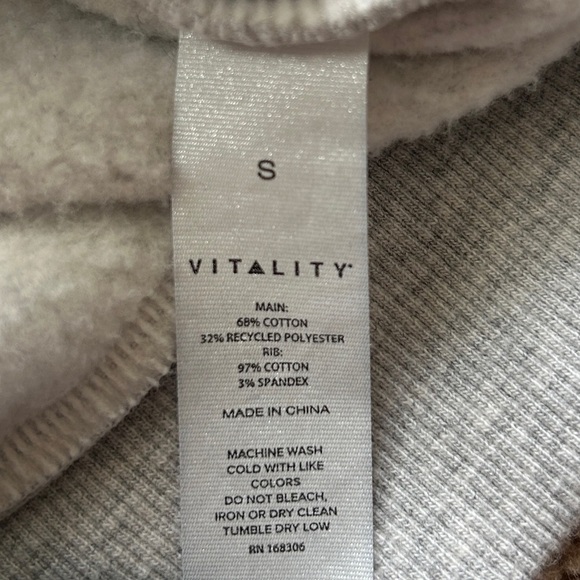 S
VITALITY
MAIN:
68% COTTON
32% RECYCLED POLYESTER
RIB:
97% COTTON
3% SPANDEX
MADE IN CHINA
MACHINE WASH
COLD WITH LIKE
COLORS
DO NOT BLEACH,
IRON OR DRY CLEAN
TUMBLE DRY LOW
RN 168306